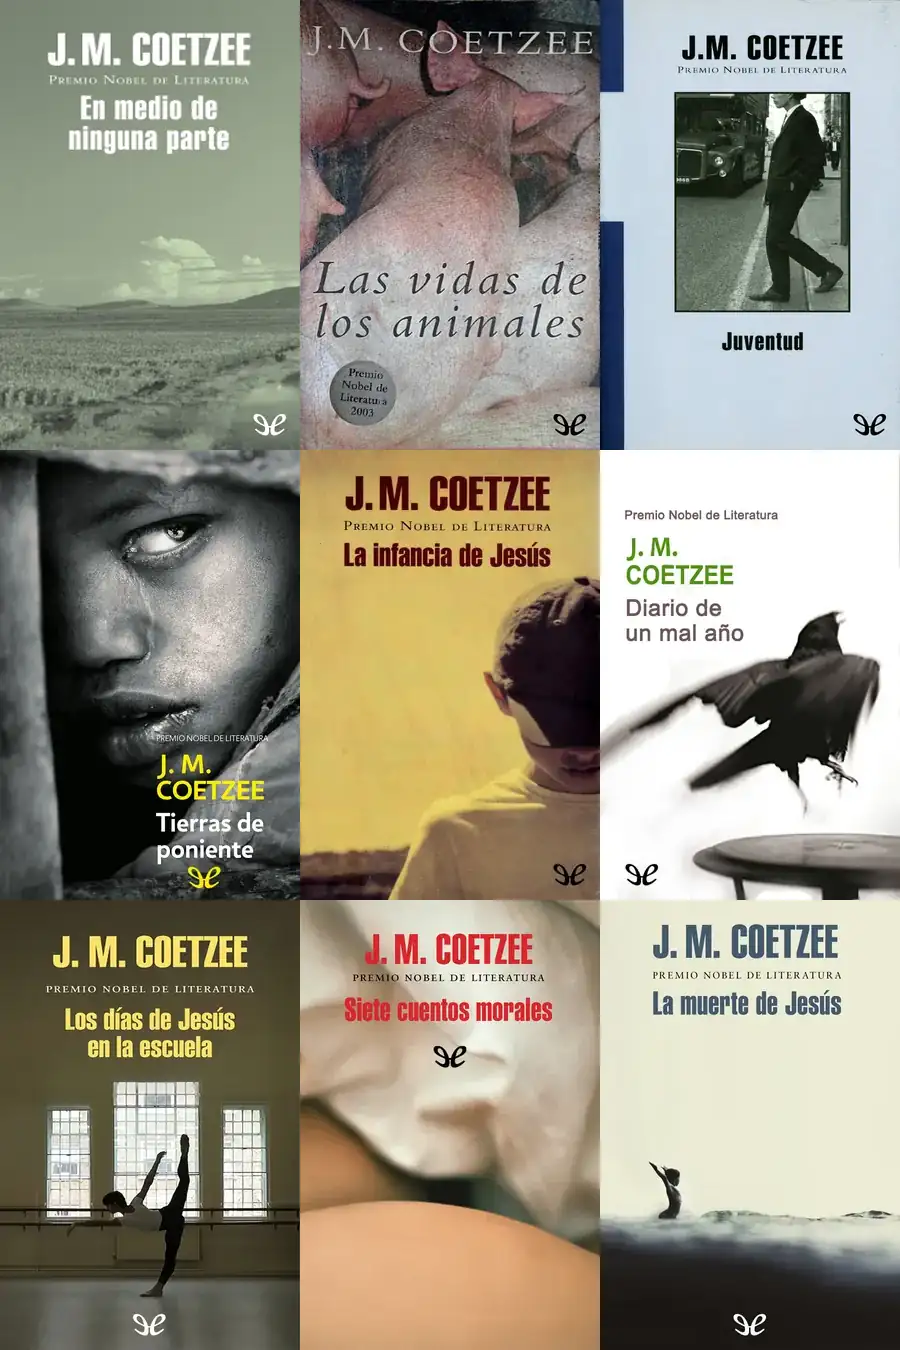 J. M. COETZEE
PREMIO NOBEL DE LITERATURA
En medio de
ninguna parte
J.M. COETZEE
Las vidas de
los animales
Premio
Nobel de
Literatura
2003
J.M. COETZEE
PREMIO NOBEL DE LITERATURA
Juventud
PREMIO NOBEL DE LITERATURA
J. M.
COETZEE
Tierras de
poniente
J. M. COETZEE
PREMIO NOBEL DE LITERATURA
La infancia de Jesús
Premio Nobel de Literatura
J. M.
COETZEE
Diario de
un mal año
J. M. COETZEE
PREMIO NOBEL DE LITERATURA
Los días de Jesús
en la escuela
J. M. COETZEE
PREMIO NOBEL DE LITERATURA
Siete cuentos morales
J. M. COETZEE
PREMIO NOBEL DE LITERATURA
La muerte de Jesús